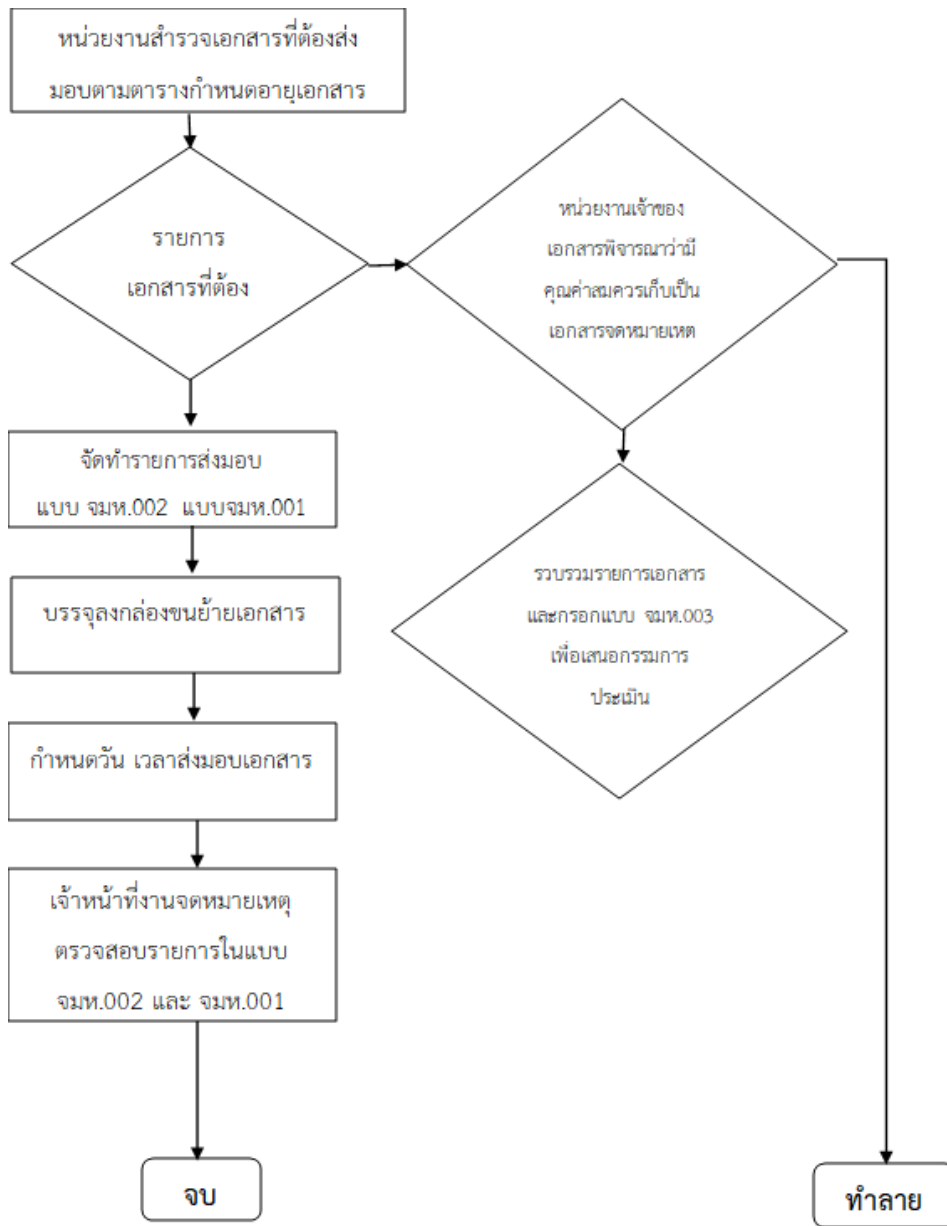 หน่วยงานสำรวจเอกสารที่ต้องส่ง
มอบตามตารางกำหนดอายุเอกสาร
รายการ
เอกสารที่ต้อง
หน่วยงานเจ้าของ
เอกสารพิจารณาว่ามี
คุณค่าสมควรเก็บเป็น
เอกสารจดหมายเหต
จัดทำรายการส่งมอบ
แบบ จมห.002 แบบจมห.001
บรรจุลงกล่องขนย้ายเอกสาร
รวบรวมรายการเอกสาร
และกรอกแบบ จมห.003
เพื่อเสนอกรรมการ
ประเมิน
กำหนดวัน เวลาส่งมอบเอกสาร
เจ้าหน้าที่งานจดหมายเหตุ
ตรวจสอบรายการในแบบ
จมห.002 และ จมห.001
จบ
ทำลาย